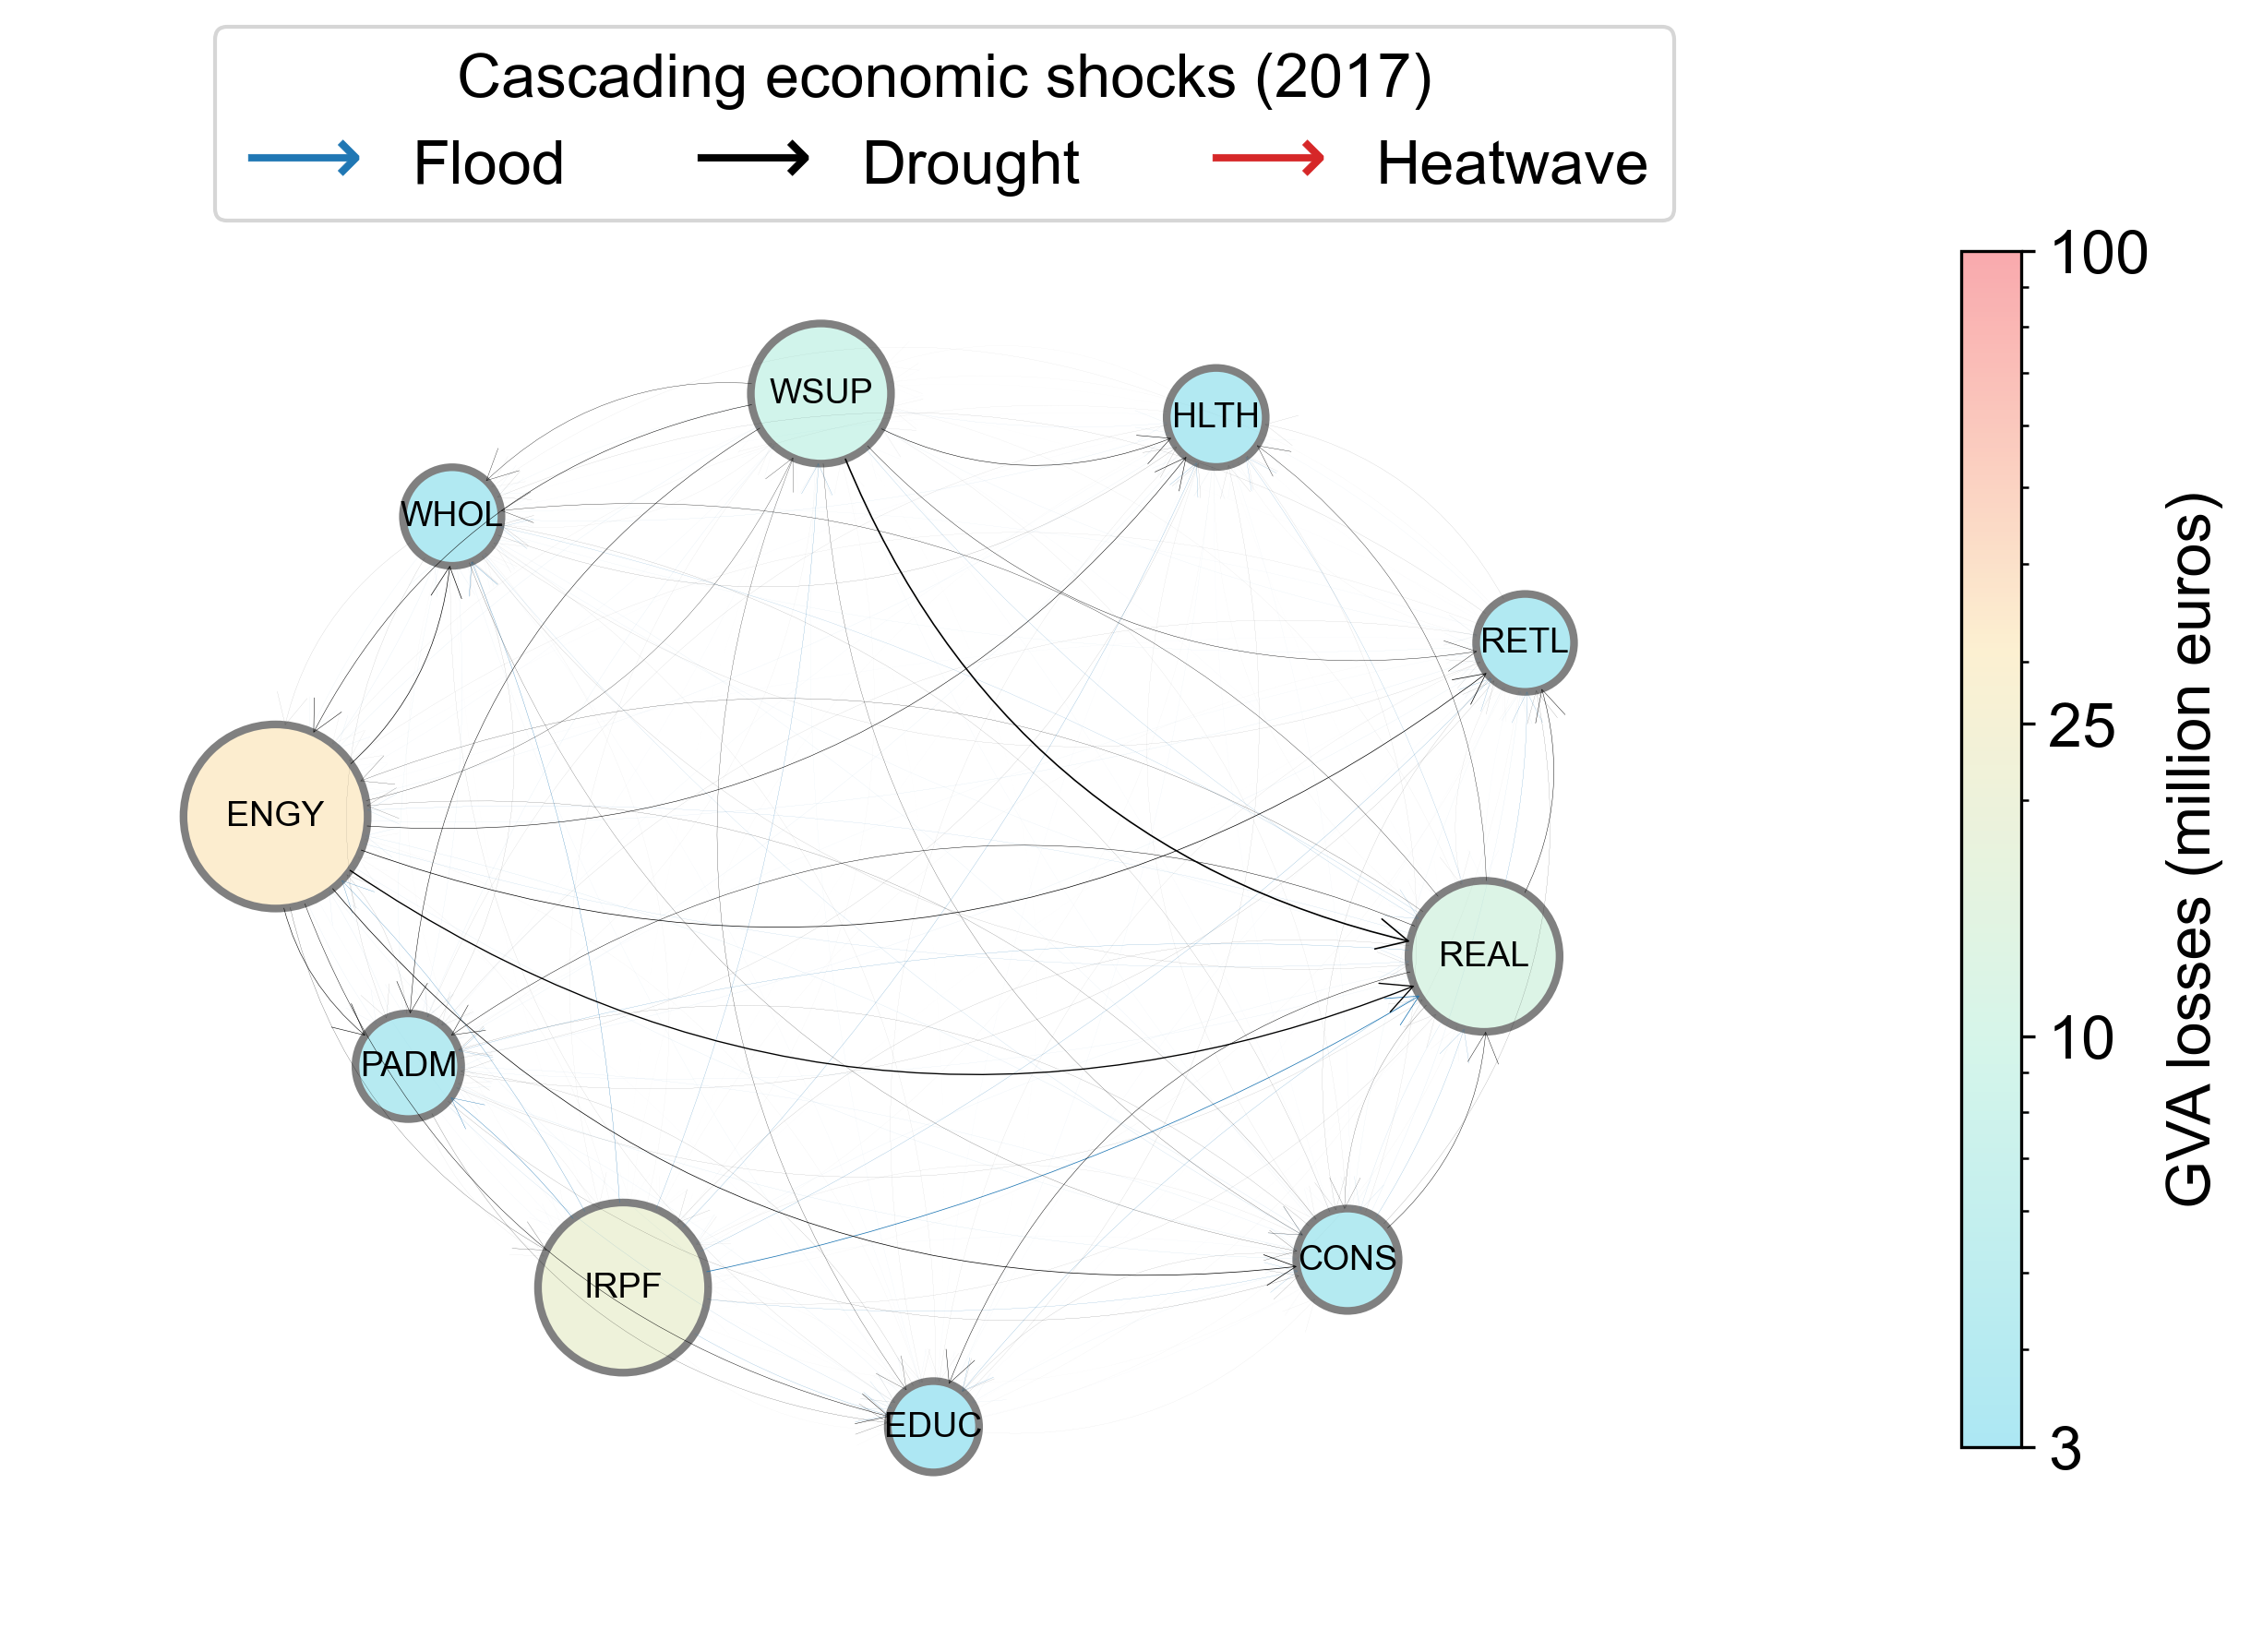 Cascading economic shocks (2017)
Flood Drought Heatwave
100
WSUP
HLTH
WHOL
RETL
25
ENGY
REAL
10
PADM
CONS
IRPF
EDUC
3
GVA losses (million euros)